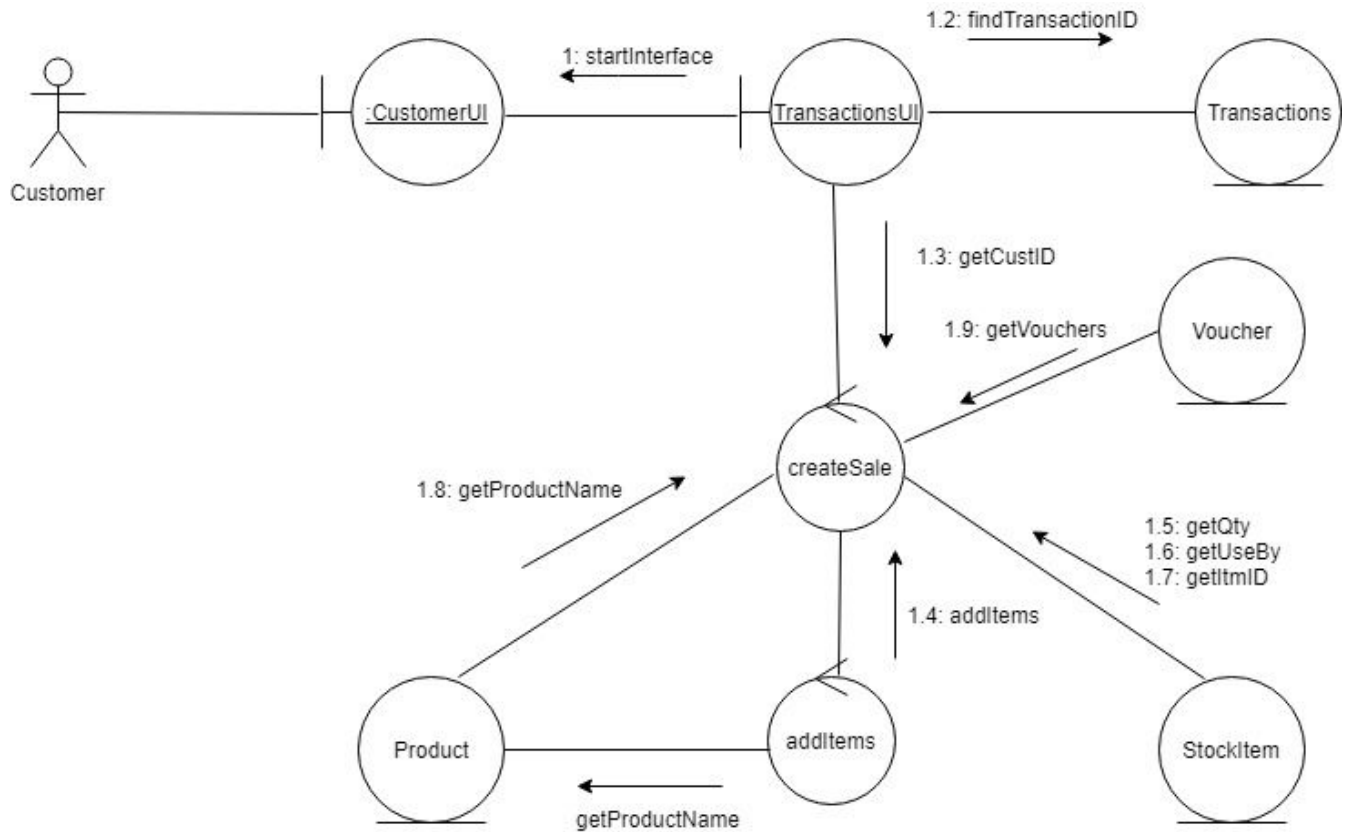 1.2: findTransactionID
1: startInterface
:CustomerUI
TransactionsUI
Transactions
Customer
1.3: getCustID
1.9: getVouchers
Voucher
createSale
1.8: getProductName
1.5: getQty
1.6: getUseBy
1.7: getItmID
1.4: addItems
Product
addItems
StockItem
getProductName